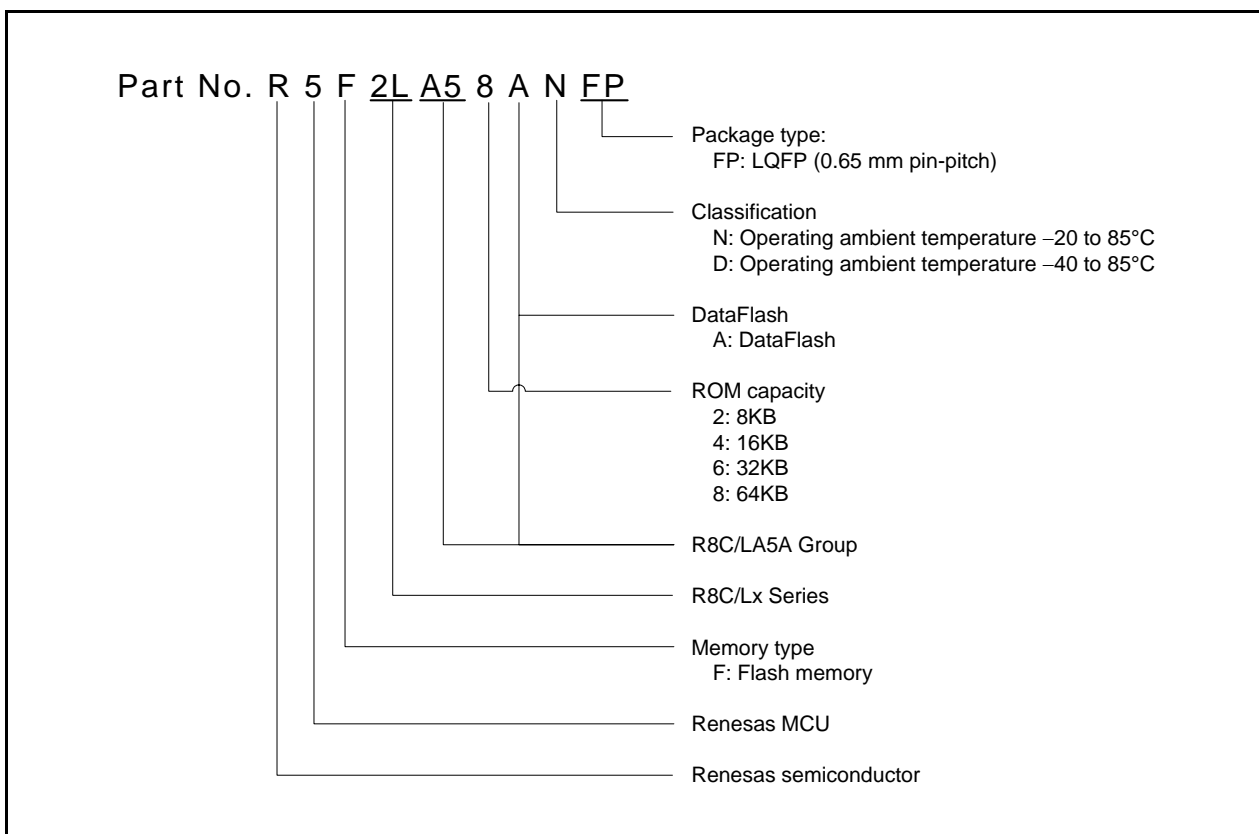 Part No. R 5 F 2L A5 8 A N FP
Package type:
FP: LQFP (0.65 mm pin-pitch)
Classification
N: Operating ambient temperature −20 to 85°C
D: Operating ambient temperature −40 to 85°C
DataFlash
A: DataFlash
ROM capacity
2: 8KB
4: 16KB
6: 32KB
8: 64KB
R8C/LA5A Group
R8C/Lx Series
Memory type
F: Flash memory
Renesas MCU
Renesas semiconductor